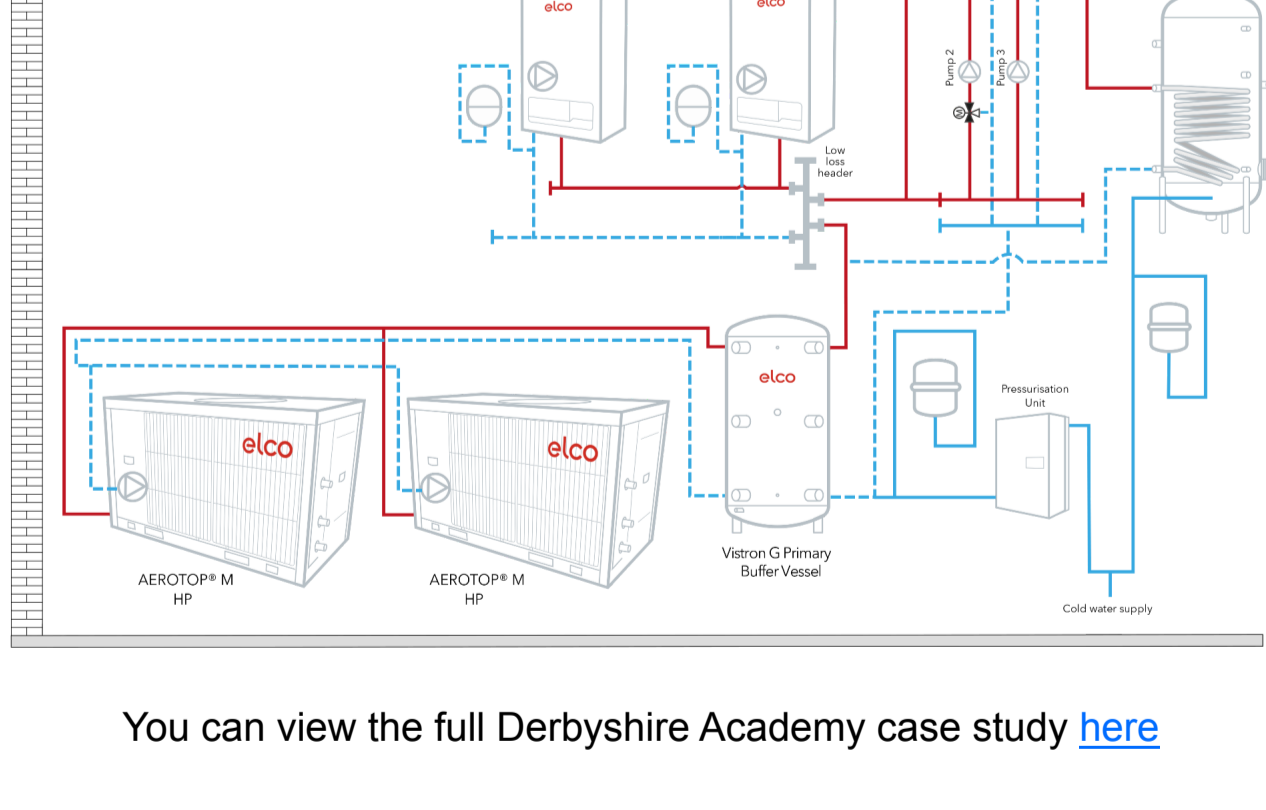 elco
elco
Pump 2
Pump 3
M
Low
loss
header
elco
Pressurisation
Unit
elco
elco
Vistron G Primary
Buffer Vessel
AEROTOP® M
HP
AEROTOP® M
HP
Cold water supply
You can view the full Derbyshire Academy case study here